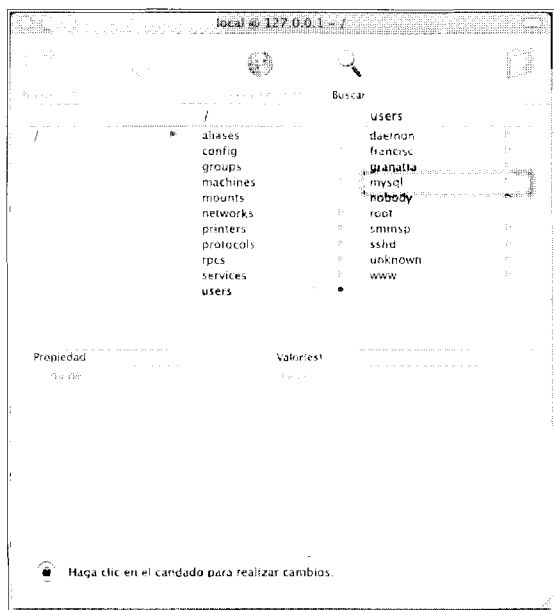 local @ 127.0.0.1 – /
Buscar
/ users
/ aliases daemon
config francisc
groups granada
machines mysql
mounts nobody
networks root
printers smmsp
protocols sshd
rpcs unknown
services www
users
Propiedad Valor(es)
Haga clic en el candado para realizar cambios.